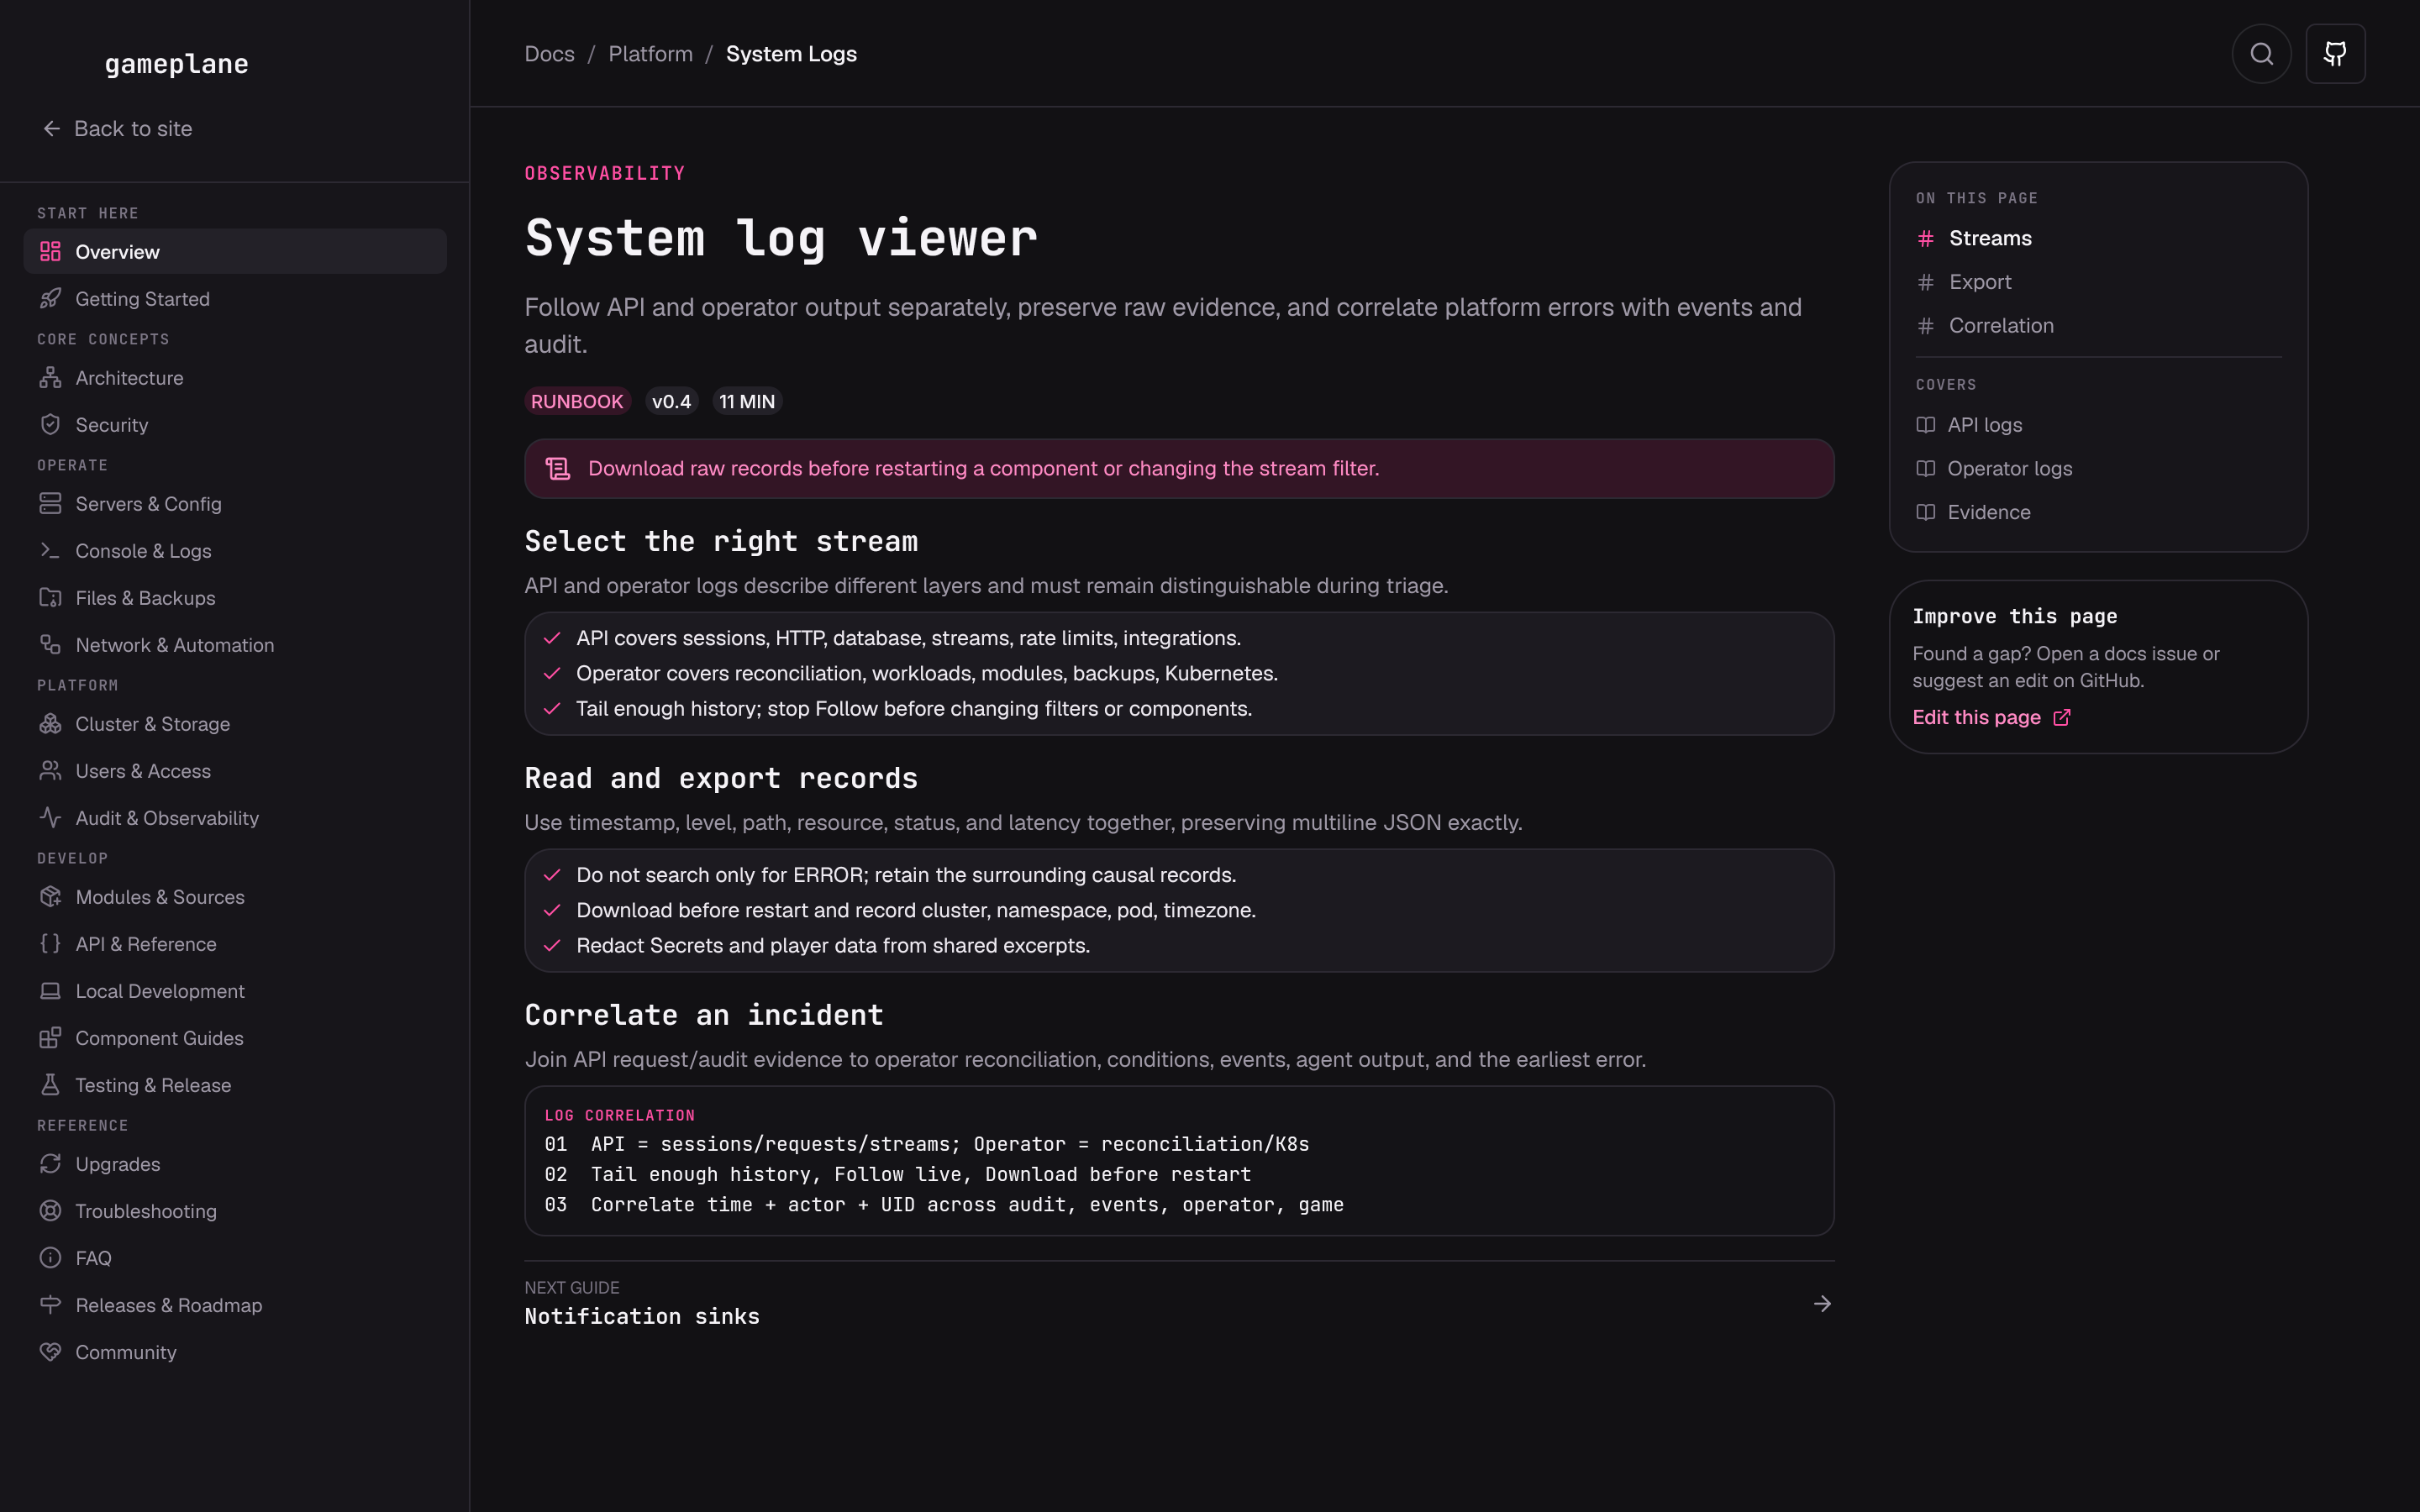 gameplane
Back to site
START HERE
Overview
Getting Started
CORE CONCEPTS
Architecture
Security
OPERATE
Servers & Config
Console & Logs
Files & Backups
Network & Automation
PLATFORM
Cluster & Storage
Users & Access
Audit & Observability
DEVELOP
Modules & Sources
API & Reference
Local Development
Component Guides
Testing & Release
REFERENCE
Upgrades
Troubleshooting
FAQ
Releases & Roadmap
Community
Docs / Platform / System Logs
OBSERVABILITY
System log viewer
Follow API and operator output separately, preserve raw evidence, and correlate platform errors with events and
audit.
RUNBOOK v0.4 11 MIN
Download raw records before restarting a component or changing the stream filter.
Select the right stream
API and operator logs describe different layers and must remain distinguishable during triage.
API covers sessions, HTTP, database, streams, rate limits, integrations.
Operator covers reconciliation, workloads, modules, backups, Kubernetes.
Tail enough history; stop Follow before changing filters or components.
Read and export records
Use timestamp, level, path, resource, status, and latency together, preserving multiline JSON exactly.
Do not search only for ERROR; retain the surrounding causal records.
Download before restart and record cluster, namespace, pod, timezone.
Redact Secrets and player data from shared excerpts.
Correlate an incident
Join API request/audit evidence to operator reconciliation, conditions, events, agent output, and the earliest error.
LOG CORRELATION
01 API = sessions/requests/streams; Operator = reconciliation/K8s
02 Tail enough history, Follow live, Download before restart
03 Correlate time + actor + UID across audit, events, operator, game
NEXT GUIDE
Notification sinks
ON THIS PAGE
# Streams
# Export
# Correlation
COVERS
API logs
Operator logs
Evidence
Improve this page
Found a gap? Open a docs issue or
suggest an edit on GitHub.
Edit this page